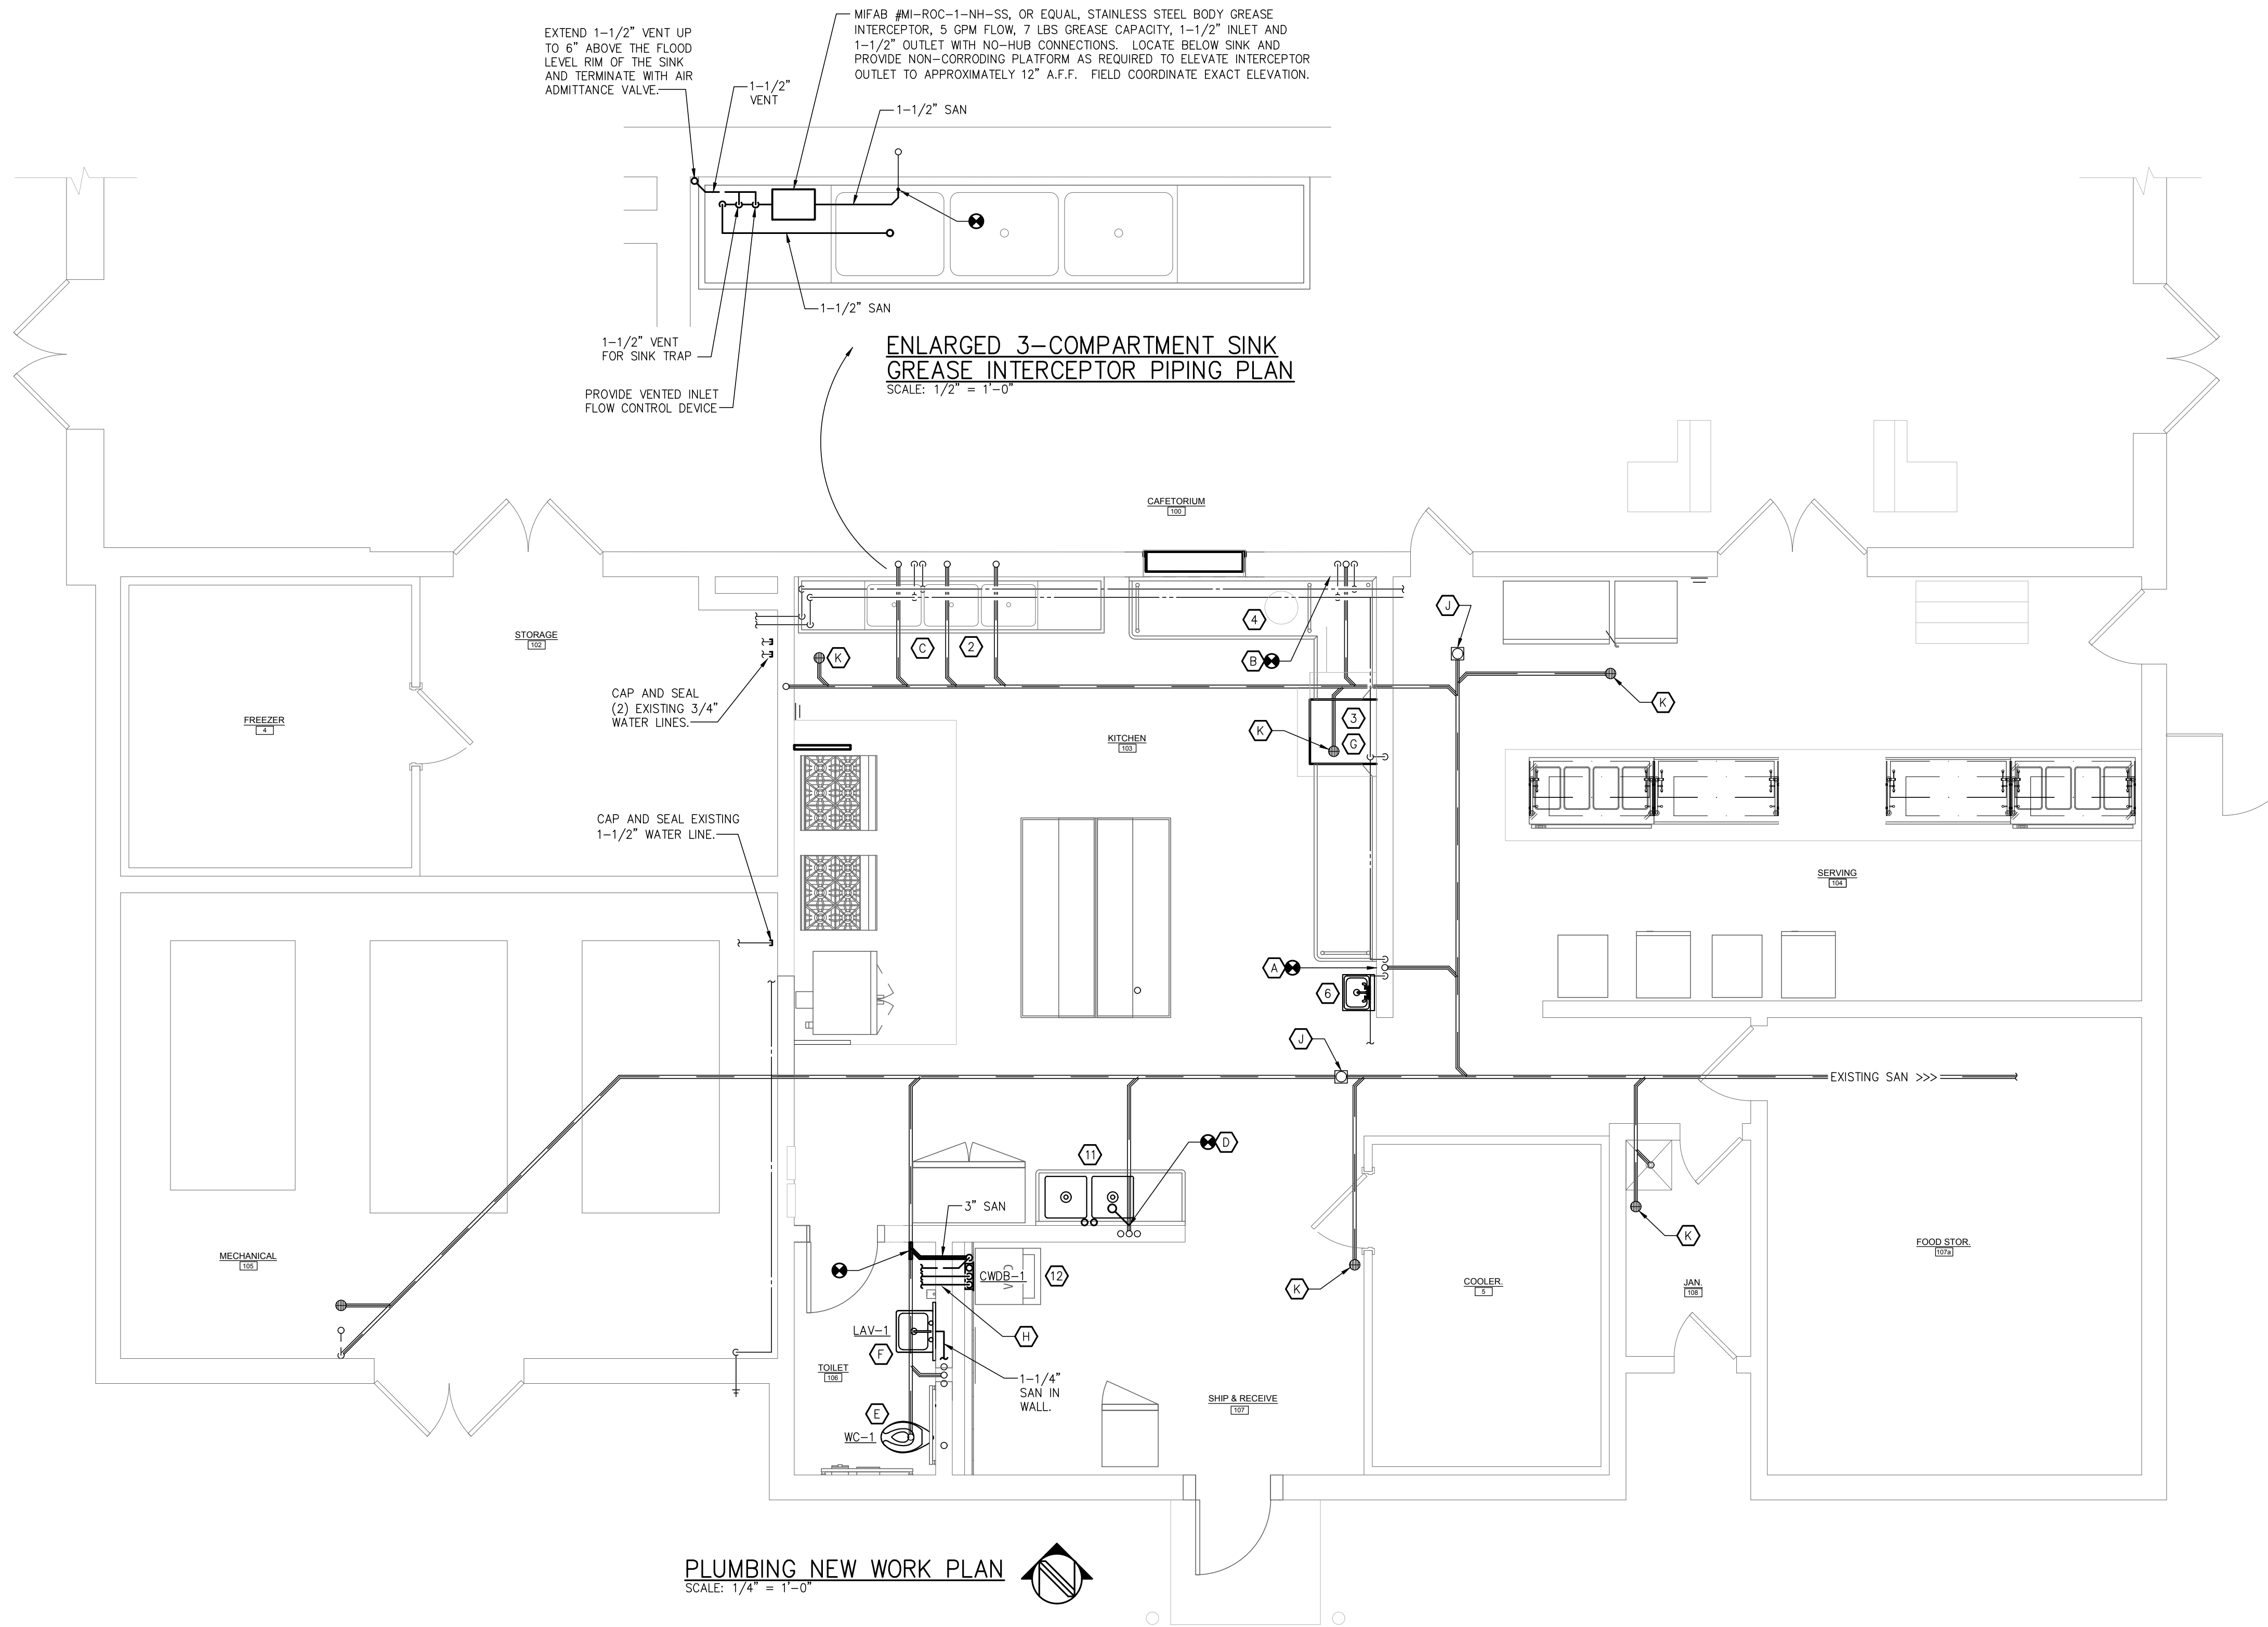 MIFAB #MI-ROC-1-NH-SS, OR EQUAL, STAINLESS STEEL BODY GREASE
INTERCEPTOR, 5 GPM FLOW, 7 LBS GREASE CAPACITY, 1-1/2" INLET AND
1-1/2" OUTLET WITH NO-HUB CONNECTIONS. LOCATE BELOW SINK AND
PROVIDE NON-CORRODING PLATFORM AS REQUIRED TO ELEVATE INTERCEPTOR
OUTLET TO APPROXIMATELY 12" A.F.F. FIELD COORDINATE EXACT ELEVATION.
EXTEND 1-1/2" VENT UP
TO 6" ABOVE THE FLOOD
LEVEL RIM OF THE SINK
AND TERMINATE WITH AIR
ADMITTANCE VALVE.
1-1/2"
VENT
1-1/2" SAN
1-1/2" SAN
1-1/2" VENT
FOR SINK TRAP
PROVIDE VENTED INLET
FLOW CONTROL DEVICE
ENLARGED 3-COMPARTMENT SINK
GREASE INTERCEPTOR PIPING PLAN
SCALE: 1/2" = 1'-0"
CAFETORIUM
100
STORAGE
102
J
4
C
2
K
B
CAP AND SEAL
(2) EXISTING 3/4"
WATER LINES.
K
FREEZER
4
3
K
G
KITCHEN
103
CAP AND SEAL EXISTING
1-1/2" WATER LINE.
SERVING
104
A
6
J
EXISTING SAN >>>
D
11
3" SAN
K
MECHANICAL
105
FOOD STOR.
107a
CWDB-1
12
K
COOLER.
5
JAN.
108
LAV-1
H
F
TOILET
106
1-1/4"
SAN IN
WALL.
SHIP & RECEIVE
107
E
WC-1
PLUMBING NEW WORK PLAN
SCALE: 1/4" = 1'-0"
N